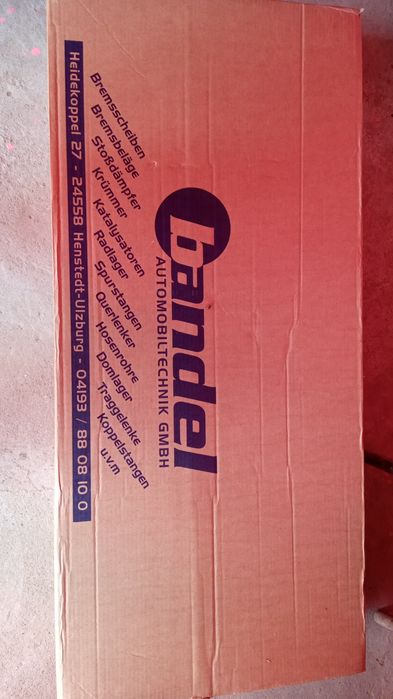 bandel
AUTOMOBILTECHNIK GMBH
Bremsscheiben
Bremsbeläge
Stoßdämpfer
Krümmer
Katalysatoren
Radlager
Spurstangen
Querlenker
Hosenrohre
Domlager
Traggelenke
Koppelstangen
u.v.m
Heidekoppel 27 - 24558 Henstedt-Ulzburg - 04193 / 88 08 10 0